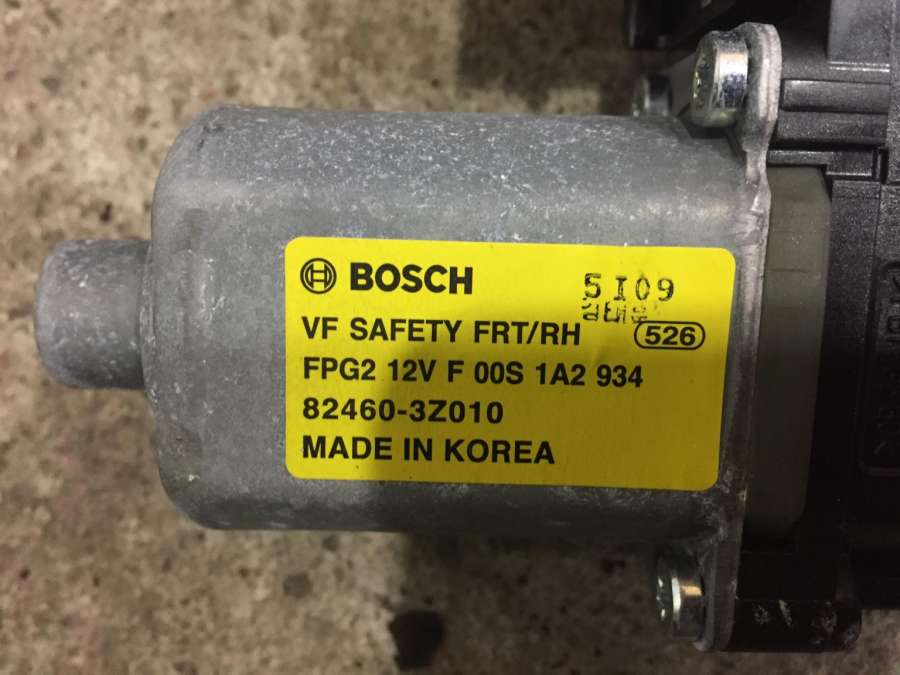 BOSCH
5I09
VF SAFETY FRT/RH
526
FPG2 12V F 00S 1A2 934
82460-3Z010
MADE IN KOREA